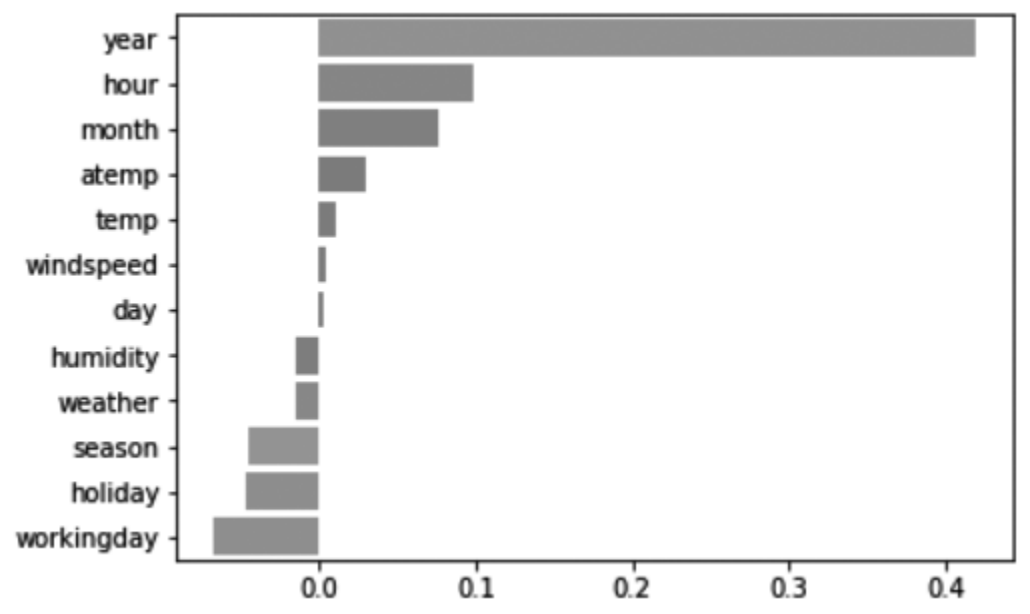 year
hour
month
atemp
temp
windspeed
day
humidity
weather
season
holiday
workingday
0.0 0.1 0.2 0.3 0.4